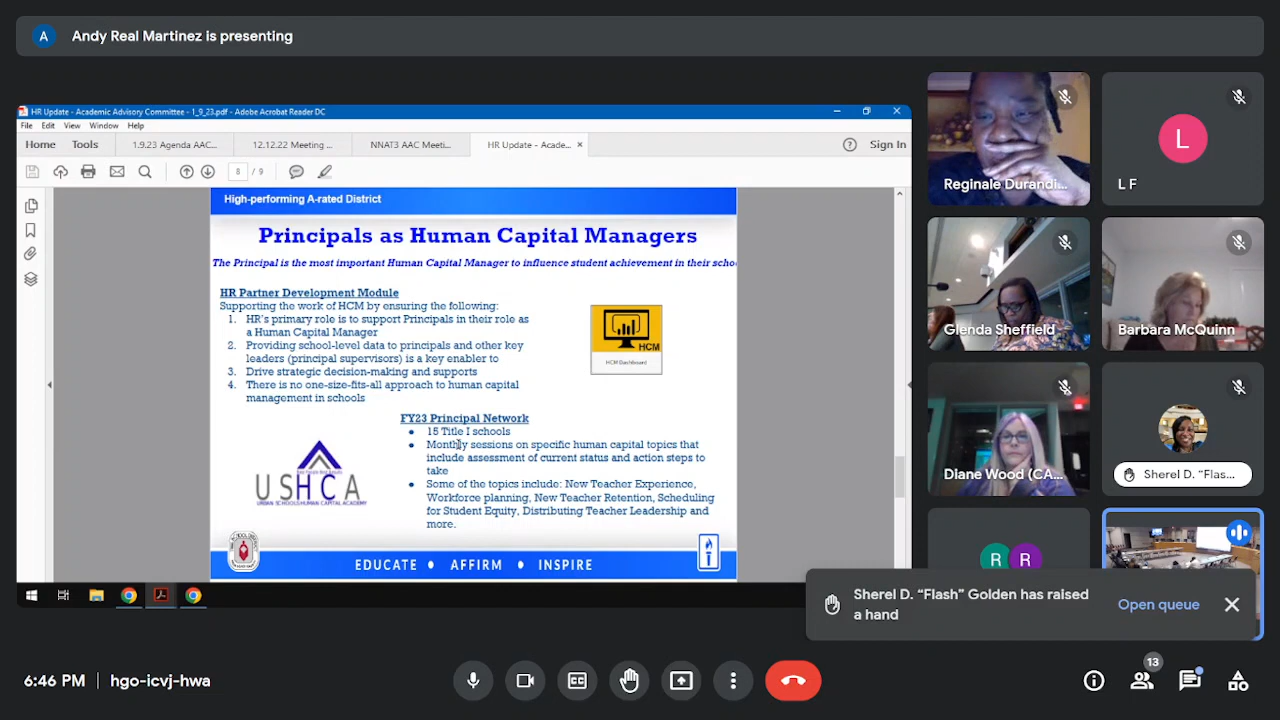 A
Andy Real Martinez is presenting
HR Update - Academic Advisory Committee - 1_9_23.pdf - Adobe Acrobat Reader DC
File Edit View Window Help
Home Tools 1.9.23 Agenda AAC... 12.12.22 Meeting ... NNAT3 AAC Meeti... HR Update - Acade... × Sign In
8 / 9
High-performing A-rated District
Principals as Human Capital Managers
The Principal is the most important Human Capital Manager to influence student achievement in their schoo
HR Partner Development Module
Supporting the work of HCM by ensuring the following:
1. HR's primary role is to support Principals in their role as
a Human Capital Manager
2. Providing school-level data to principals and other key
leaders (principal supervisors) is a key enabler to
3. Drive strategic decision-making and supports
4. There is no one-size-fits-all approach to human capital
management in schools
HCM
HCM Dashboard
FY23 Principal Network
• 15 Title I schools
• Monthly sessions on specific human capital topics that
include assessment of current status and action steps to
take
• Some of the topics include: New Teacher Experience,
Workforce planning, New Teacher Retention, Scheduling
for Student Equity, Distributing Teacher Leadership and
more.
USHCA
URBAN SCHOOLS HUMAN CAPITAL ACADEMY
EDUCATE • AFFIRM • INSPIRE
Reginale Durandi...
L
L F
Glenda Sheffield
Barbara McQuinn
Diane Wood (CA...
Sherel D. “Flas...
R R
Sherel D. “Flash” Golden has raised
a hand
Open queue
6:46 PM | hgo-icvj-hwa
CC
13